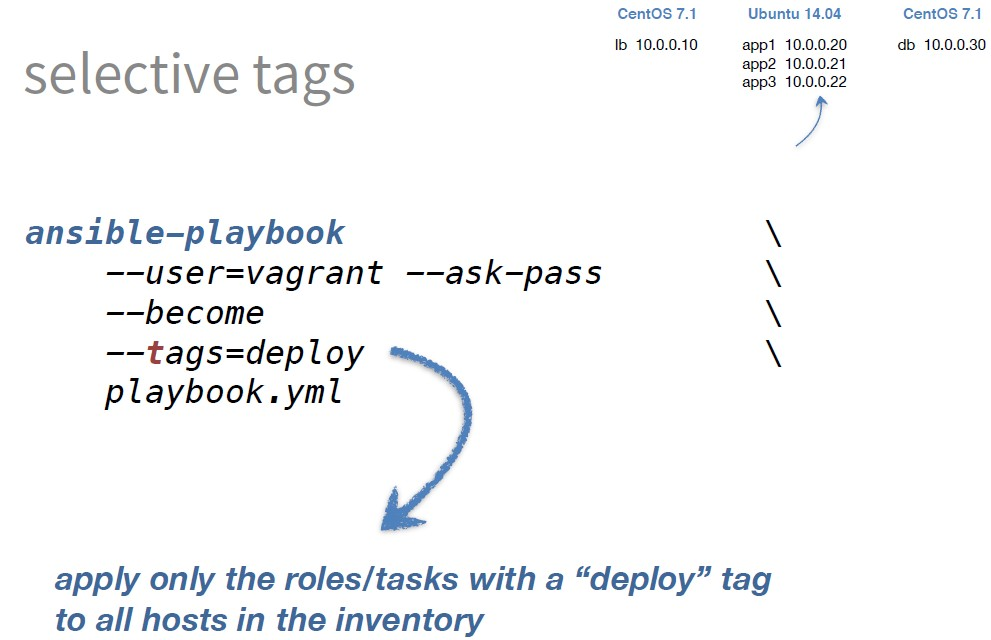 CentOS 7.1 Ubuntu 14.04 CentOS 7.1
lb 10.0.0.10 app1 10.0.0.20 db 10.0.0.30
app2 10.0.0.21
app3 10.0.0.22
selective tags
ansible-playbook \
--user=vagrant --ask-pass \
--become \
--tags=deploy \
playbook.yml
apply only the roles/tasks with a “deploy” tag
to all hosts in the inventory